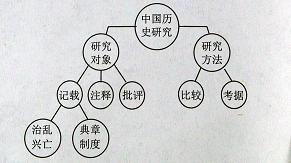 中国历
史研究
研究
对象
研究
方法
记载
注释
批评
比较
考据
治乱
兴亡
典章
制度